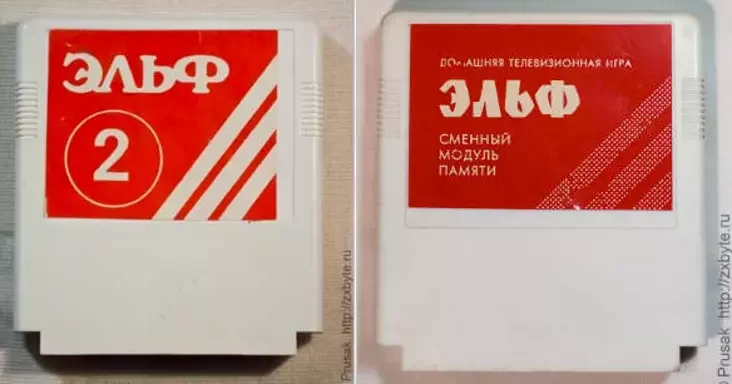 ЭЛЬФ
2
Prusak http://zxbyte.ru
ДОМАШНЯЯ ТЕЛЕВИЗИОННАЯ ИГРА
ЭЛЬФ
СМЕННЫЙ
МОДУЛЬ
ПАМЯТИ
© Prusak http://zxbyte.ru